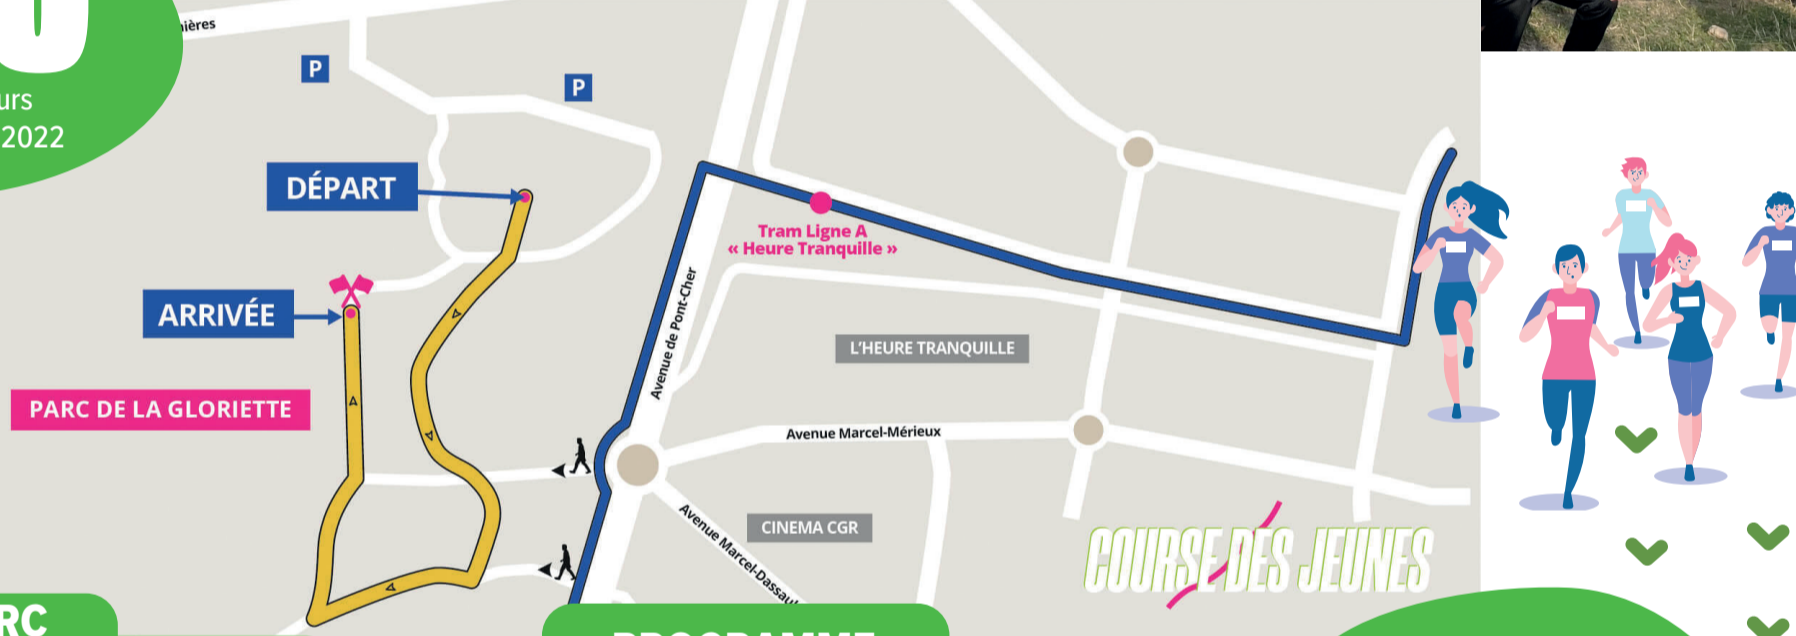 urs
2022
P
P
DÉPART
Tram Ligne A
« Heure Tranquille »
ARRIVÉE
Avenue de Pont-Cher
L'HEURE TRANQUILLE
PARC DE LA GLORIETTE
Avenue Marcel-Mérieux
Avenue Marcel-Dassau
CINEMA CGR
COURSE DES JEUNES
RC
PROGRAMME